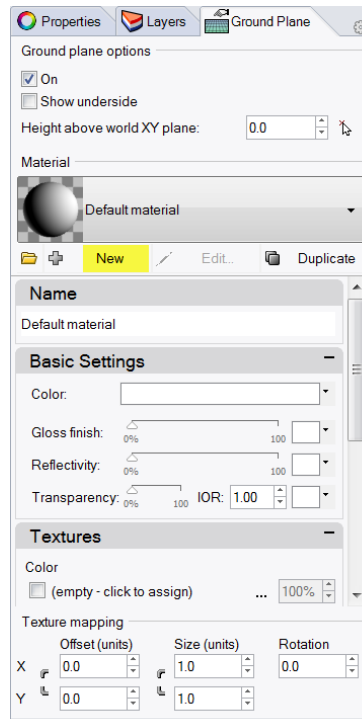 Properties Layers Ground Plane
Ground plane options
On
Show underside
Height above world XY plane: 0.0
Material
Default material
New Edit... Duplicate
Name
Default material
Basic Settings
Color:
Gloss finish: 0% 100
Reflectivity: 0% 100
Transparency: 0% 100 IOR: 1.00
Textures
Color
(empty - click to assign) ... 100%
Texture mapping
Offset (units) Size (units) Rotation
X 0.0 1.0 0.0
Y 0.0 1.0